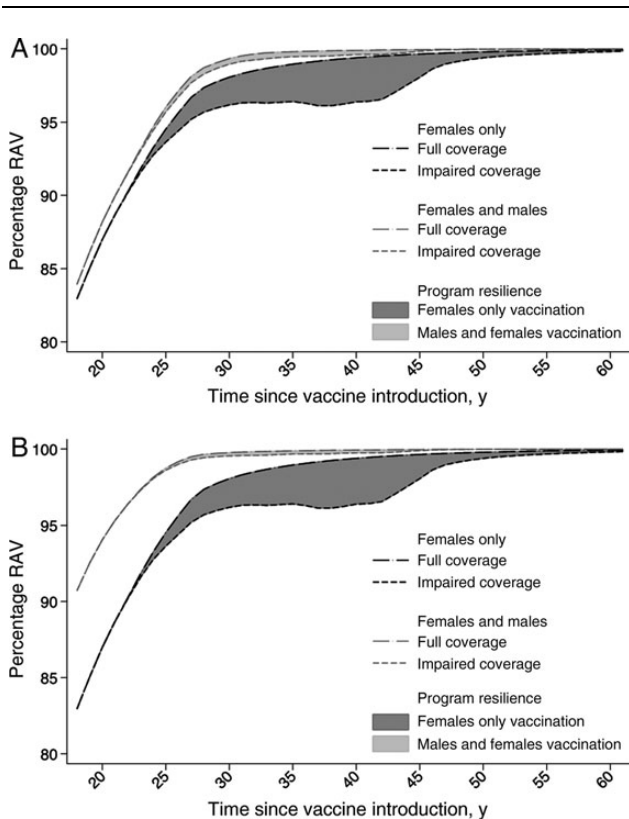 A
Percentage RAV
100
95
90
85
80
Females only
Full coverage
Impaired coverage
Females and males
Full coverage
Impaired coverage
Program resilience
Females only vaccination
Males and females vaccination
20 25 30 35 40 45 50 55 60
Time since vaccine introduction, y
B
Percentage RAV
100
95
90
85
80
Females only
Full coverage
Impaired coverage
Females and males
Full coverage
Impaired coverage
Program resilience
Females only vaccination
Males and females vaccination
20 25 30 35 40 45 50 55 60
Time since vaccine introduction, y